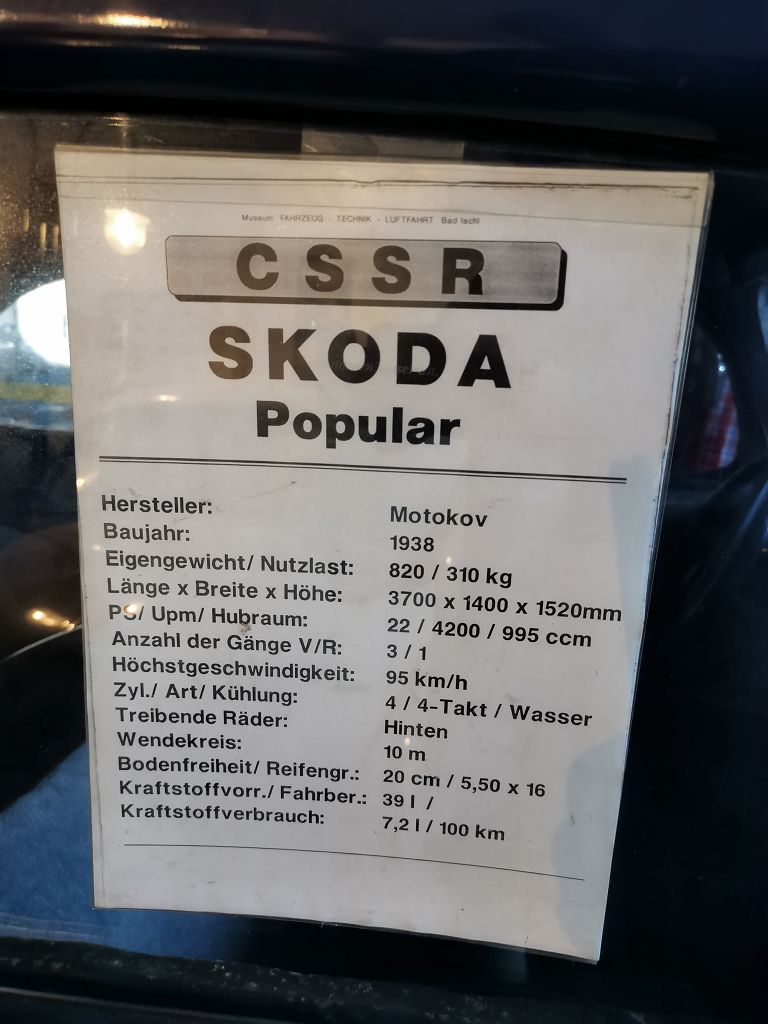 Museum FAHRZEUG - TECHNIK - LUFTFAHRT Bad Ischl
CSSR
SKODA
Popular
Hersteller: Motokov
Baujahr: 1938
Eigengewicht/ Nutzlast: 820 / 310 kg
Länge x Breite x Höhe: 3700 x 1400 x 1520mm
PS/ Upm/ Hubraum: 22 / 4200 / 995 ccm
Anzahl der Gänge V/R: 3 / 1
Höchstgeschwindigkeit: 95 km/h
Zyl./ Art/ Kühlung: 4 / 4-Takt / Wasser
Treibende Räder: Hinten
Wendekreis: 10 m
Bodenfreiheit/ Reifengr.: 20 cm / 5,50 x 16
Kraftstoffvorr./ Fahrber.: 39 l /
Kraftstoffverbrauch: 7,2 l / 100 km